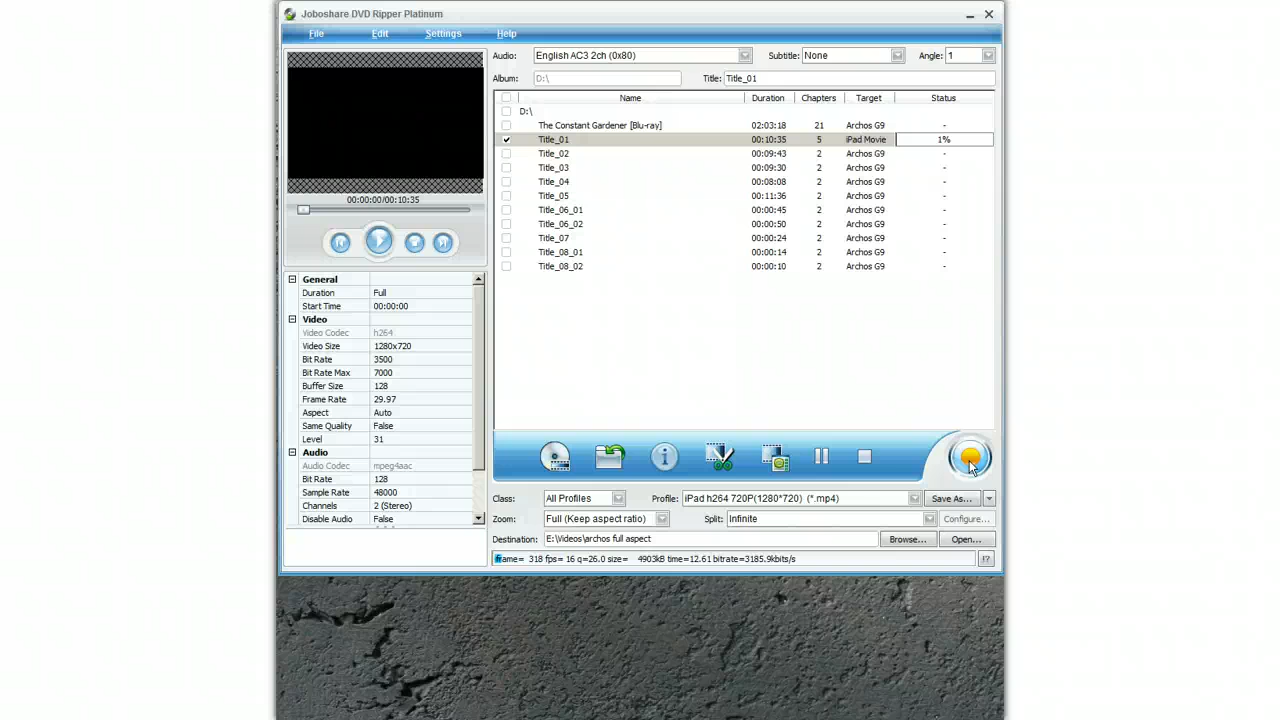 Joboshare DVD Ripper Platinum
File Edit Settings Help
Audio: English AC3 2ch (0x80) Subtitle: None Angle: 1
Album: D:\ Title: Title_01
Name Duration Chapters Target Status
D:\
The Constant Gardener [Blu-ray] 02:03:18 21 Archos G9 -
Title_01 00:10:35 5 iPad Movie 1%
Title_02 00:09:43 2 Archos G9 -
Title_03 00:09:30 2 Archos G9 -
Title_04 00:08:08 2 Archos G9 -
Title_05 00:11:36 2 Archos G9 -
Title_06_01 00:00:45 2 Archos G9 -
Title_06_02 00:00:50 2 Archos G9 -
Title_07 00:00:24 2 Archos G9 -
Title_08_01 00:00:14 2 Archos G9 -
Title_08_02 00:00:10 2 Archos G9 -
00:00:00/00:10:35
General
Duration Full
Start Time 00:00:00
Video
Video Codec h264
Video Size 1280x720
Bit Rate 3500
Bit Rate Max 7000
Buffer Size 128
Frame Rate 29.97
Aspect Auto
Same Quality False
Level 31
Audio
Audio Codec mpeg4aac
Bit Rate 128
Sample Rate 48000
Channels 2 (Stereo)
Disable Audio False
Class: All Profiles Profile: iPad h264 720P(1280*720) (*.mp4) Save As...
Zoom: Full (Keep aspect ratio) Split: Infinite Configure...
Destination: E:\Videos\archos full aspect Browse... Open...
frame= 318 fps= 16 q=26.0 size= 4903kB time=12.61 bitrate=3185.9kbits/s !?